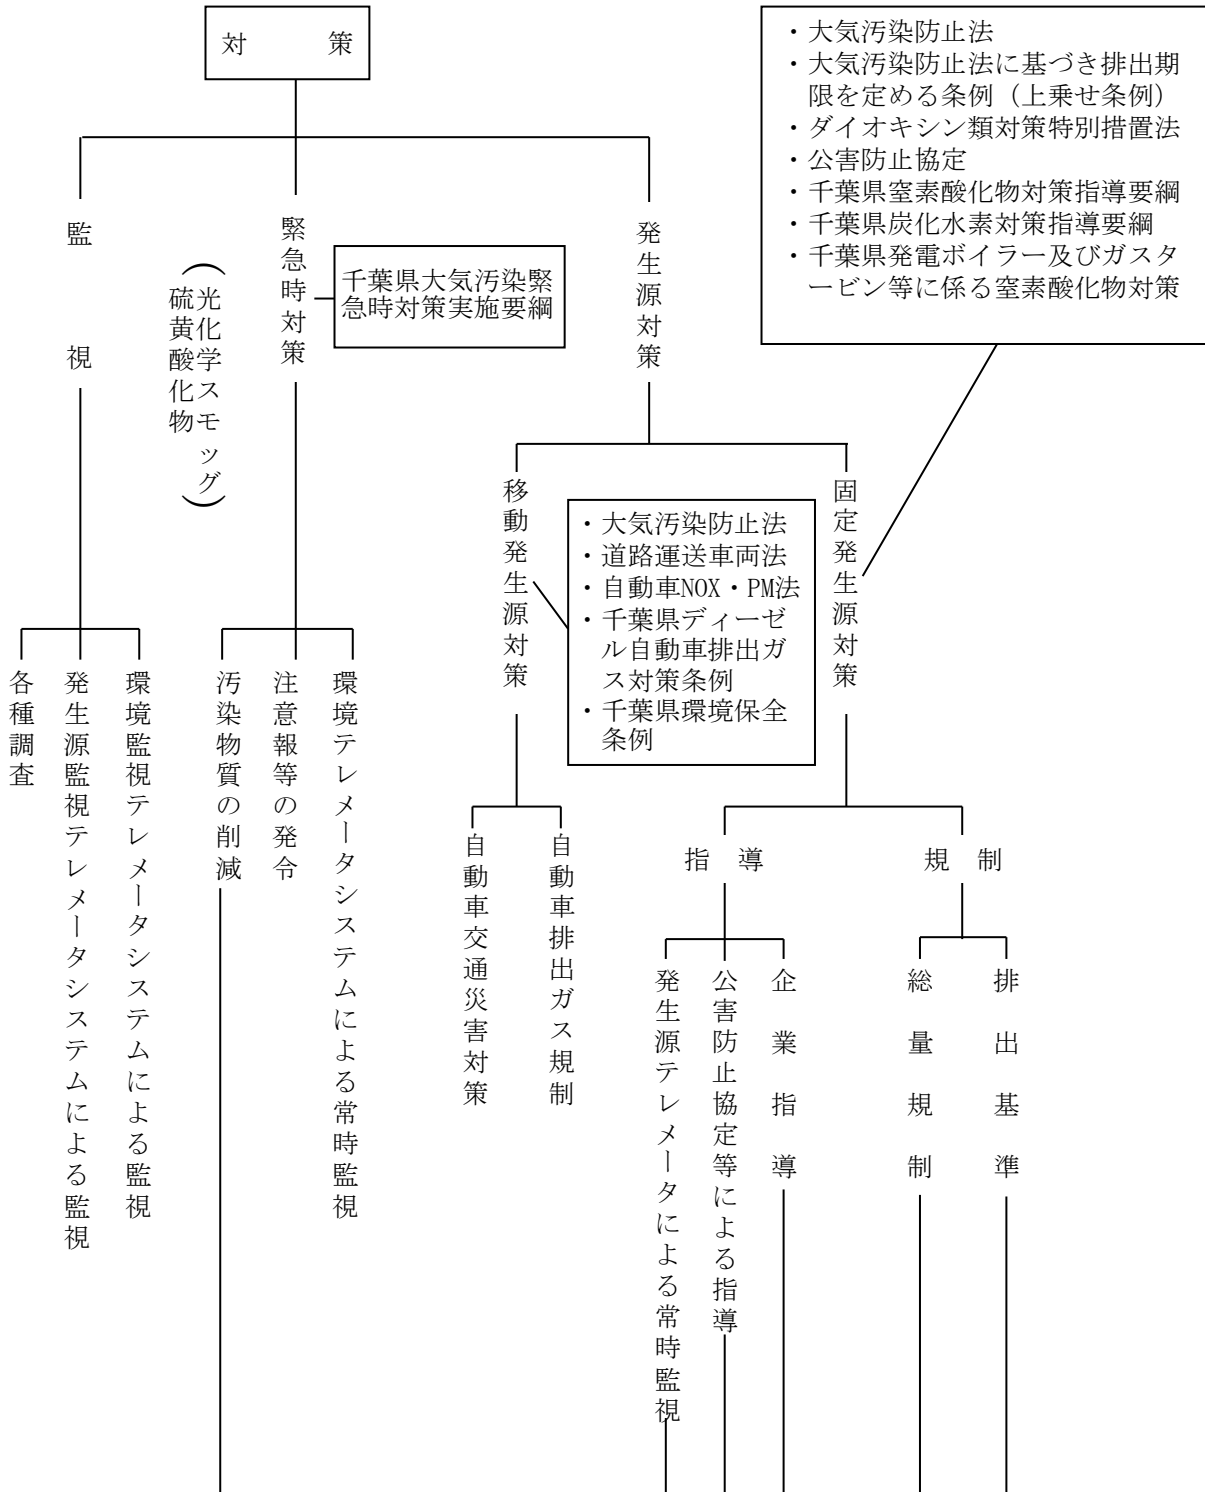 対　　策
・大気汚染防止法
・大気汚染防止法に基づき排出期
限を定める条例（上乗せ条例）
・ダイオキシン類対策特別措置法
・公害防止協定
・千葉県窒素酸化物対策指導要綱
・千葉県炭化水素対策指導要綱
・千葉県発電ボイラー及びガスタ
ービン等に係る窒素酸化物対策
監　視
緊急時対策
（光化学スモッグ
硫黄酸化物）
千葉県大気汚染緊
急時対策実施要綱
発生源対策
移動発生源対策
・大気汚染防止法
・道路運送車両法
・自動車NOX・PM法
・千葉県ディーゼ
ル自動車排出ガ
ス対策条例
・千葉県環境保全
条例
固定発生源対策
各種調査
発生源監視テレメータシステムによる監視
環境監視テレメータシステムによる監視
汚染物質の削減
注意報等の発令
環境テレメータシステムによる常時監視
自動車交通災害対策
自動車排出ガス規制
指　導
規　制
発生源テレメータによる常時監視
公害防止協定等による指導
企業指導
総量規制
排出基準